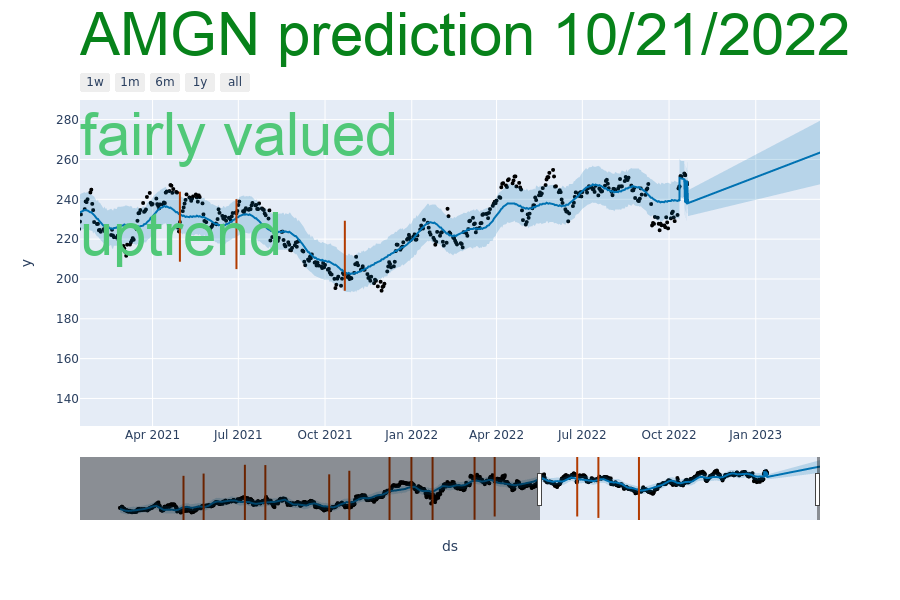 AMGN prediction 10/21/2022
1w 1m 6m 1y all
fairly valued
uptrend
280
260
240
220
200
180
160
140
y
Apr 2021 Jul 2021 Oct 2021 Jan 2022 Apr 2022 Jul 2022 Oct 2022 Jan 2023
ds